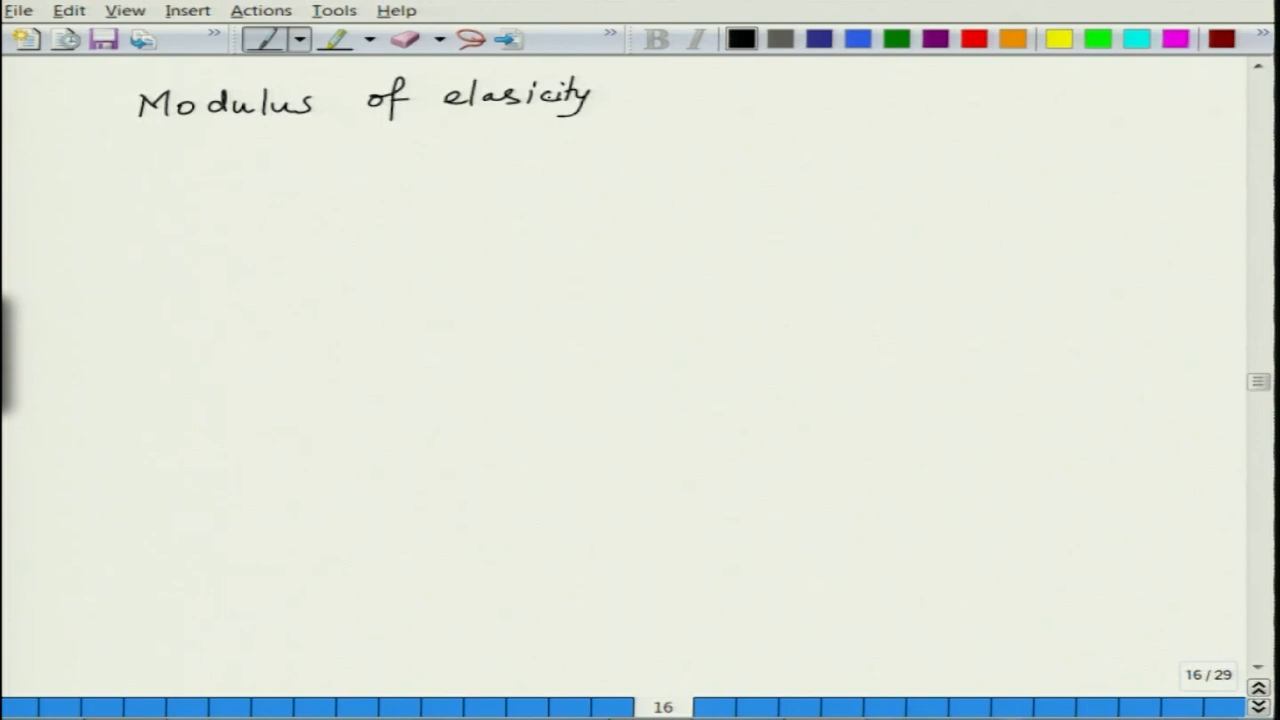 File Edit View Insert Actions Tools Help
» » B I »
Modulus of elasicity
16 / 29
16